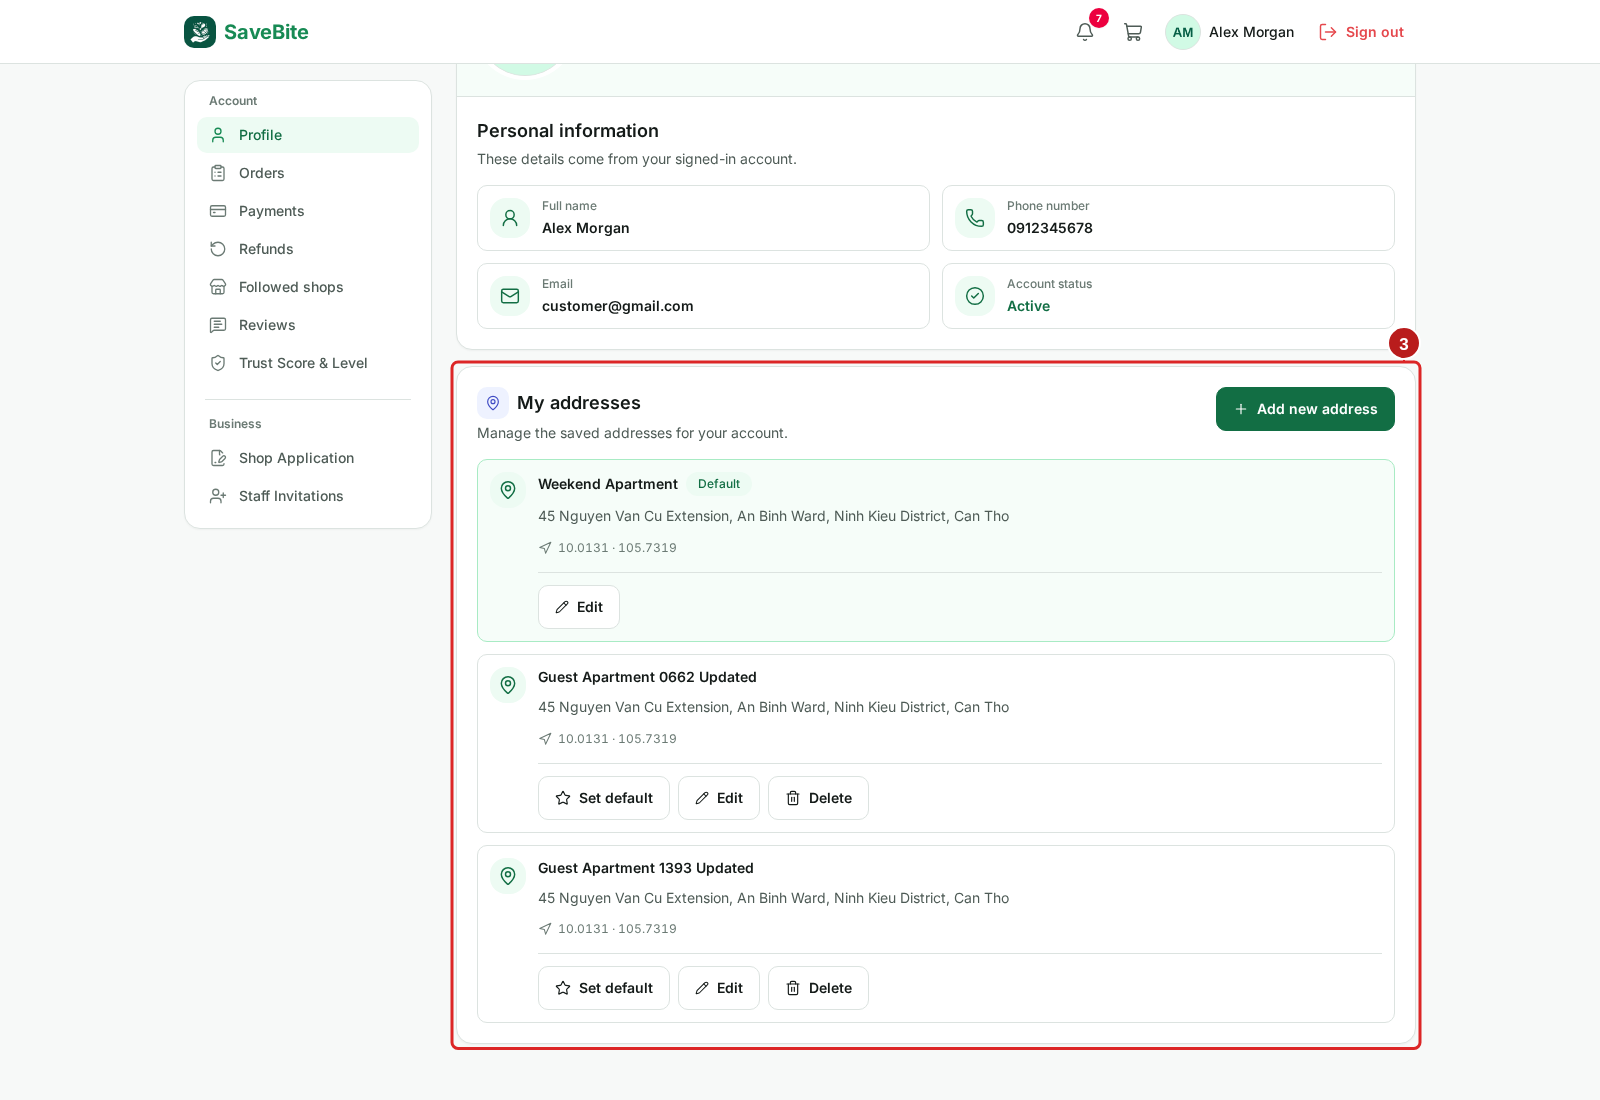 SaveBite
7
AM
Alex Morgan
Sign out
Account
Profile
Orders
Payments
Refunds
Followed shops
Reviews
Trust Score & Level
Business
Shop Application
Staff Invitations
Personal information
These details come from your signed-in account.
Full name
Alex Morgan
Phone number
0912345678
Email
customer@gmail.com
Account status
Active
3
My addresses
Manage the saved addresses for your account.
Add new address
Weekend Apartment
Default
45 Nguyen Van Cu Extension, An Binh Ward, Ninh Kieu District, Can Tho
10.0131 · 105.7319
Edit
Guest Apartment 0662 Updated
45 Nguyen Van Cu Extension, An Binh Ward, Ninh Kieu District, Can Tho
10.0131 · 105.7319
Set default
Edit
Delete
Guest Apartment 1393 Updated
45 Nguyen Van Cu Extension, An Binh Ward, Ninh Kieu District, Can Tho
10.0131 · 105.7319
Set default
Edit
Delete